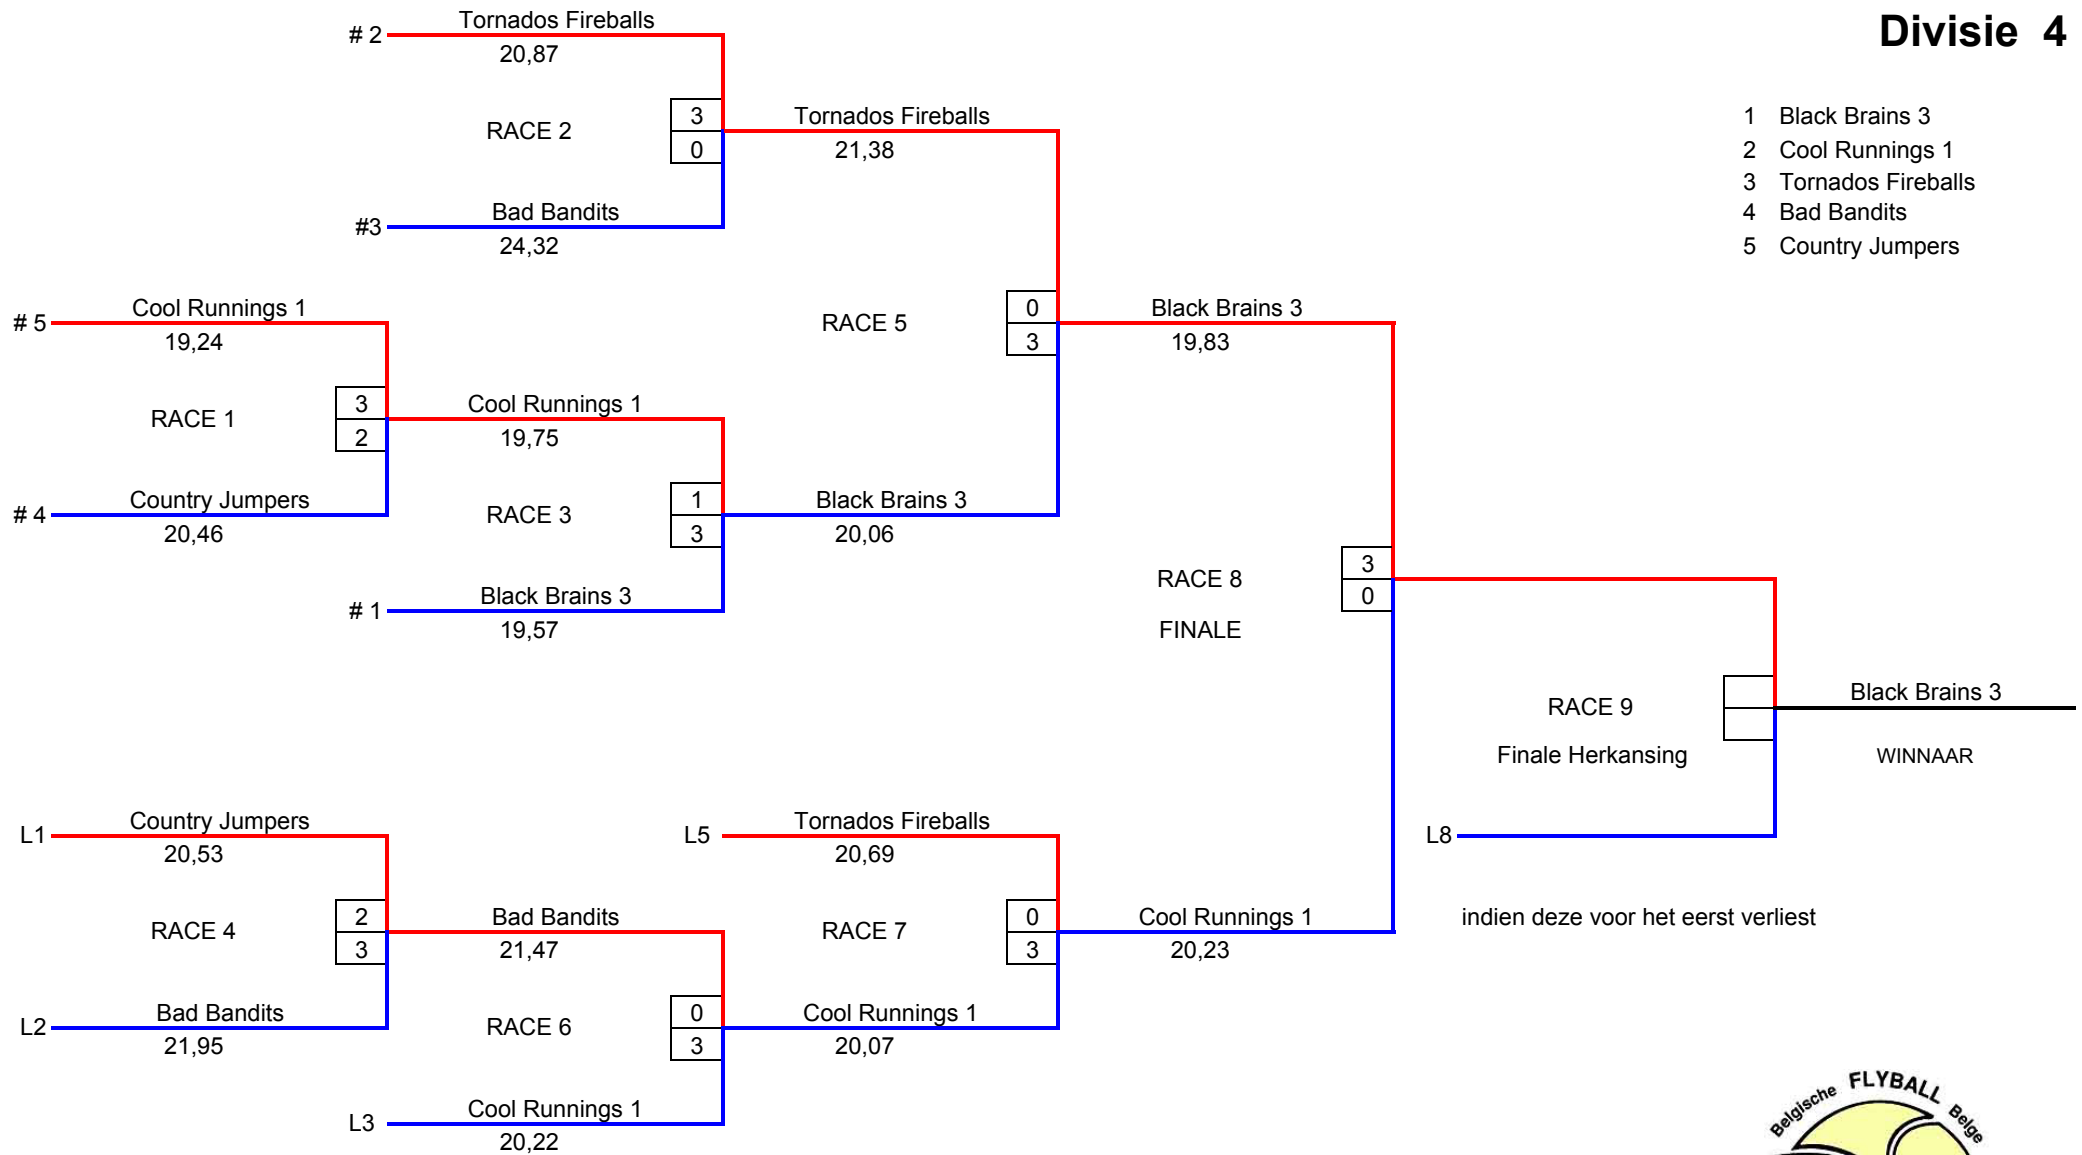 Divisie 4
1 Black Brains 3
2 Cool Runnings 1
3 Tornados Fireballs
4 Bad Bandits
5 Country Jumpers
# 2
Tornados Fireballs
20,87
RACE 2
3
0
#3
Bad Bandits
24,32
Tornados Fireballs
21,38
# 5
Cool Runnings 1
19,24
RACE 1
3
2
# 4
Country Jumpers
20,46
Cool Runnings 1
19,75
RACE 3
1
3
# 1
Black Brains 3
19,57
RACE 5
0
3
Black Brains 3
20,06
Black Brains 3
19,83
RACE 8
3
0
FINALE
RACE 9
Finale Herkansing
Black Brains 3
WINNAAR
L8
indien deze voor het eerst verliest
L1
Country Jumpers
20,53
RACE 4
2
3
L2
Bad Bandits
21,95
Bad Bandits
21,47
RACE 6
0
3
L3
Cool Runnings 1
20,22
L5
Tornados Fireballs
20,69
RACE 7
0
3
Cool Runnings 1
20,07
Cool Runnings 1
20,23
Belgische FLYBALL Belge